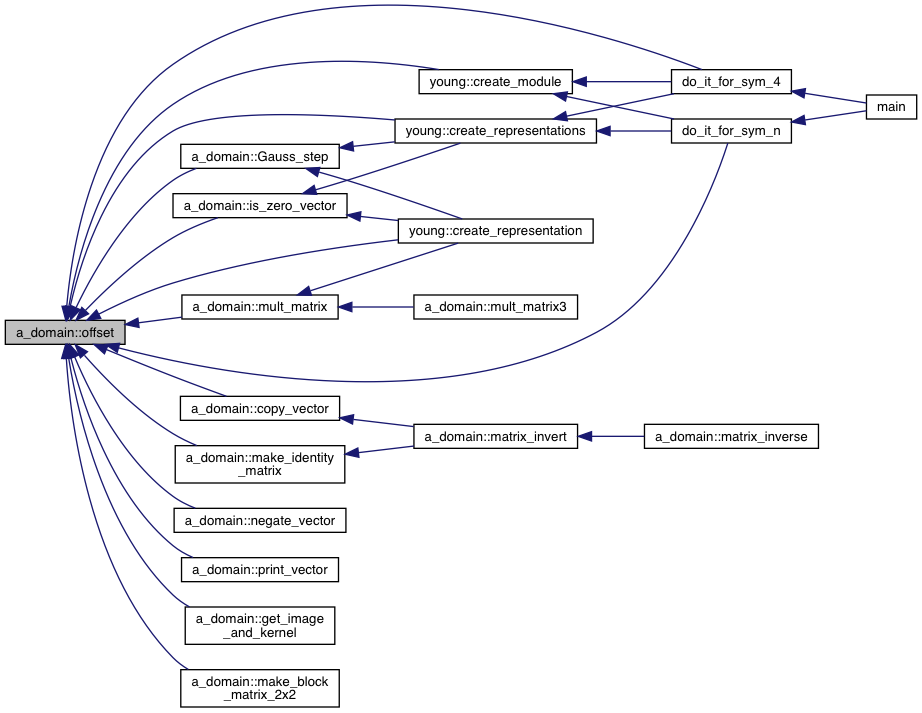 young::create_module
do_it_for_sym_4
main
young::create_representations
do_it_for_sym_n
a_domain::Gauss_step
a_domain::is_zero_vector
young::create_representation
a_domain::mult_matrix
a_domain::mult_matrix3
a_domain::offset
a_domain::copy_vector
a_domain::matrix_invert
a_domain::matrix_inverse
a_domain::make_identity
_matrix
a_domain::negate_vector
a_domain::print_vector
a_domain::get_image
_and_kernel
a_domain::make_block
_matrix_2x2